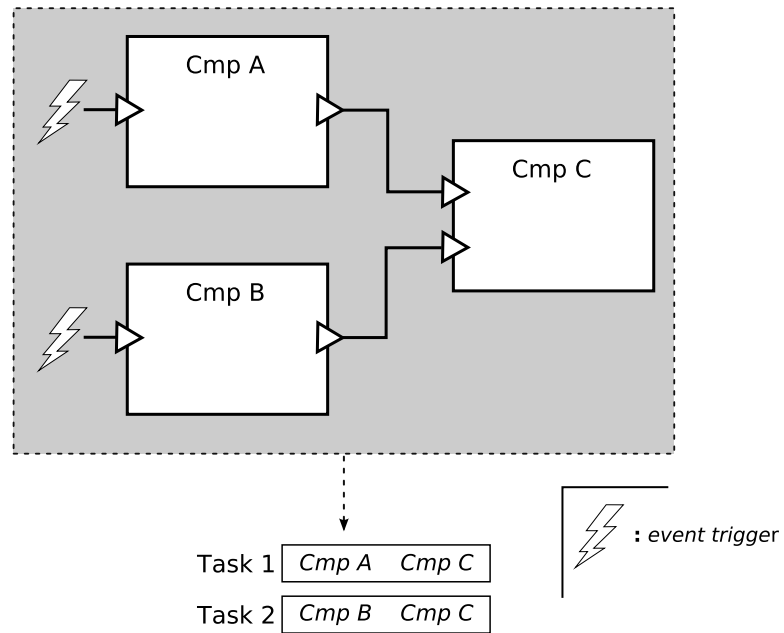 Cmp A
Cmp C
Cmp B
: event trigger
Task 1 Cmp A Cmp C
Task 2 Cmp B Cmp C